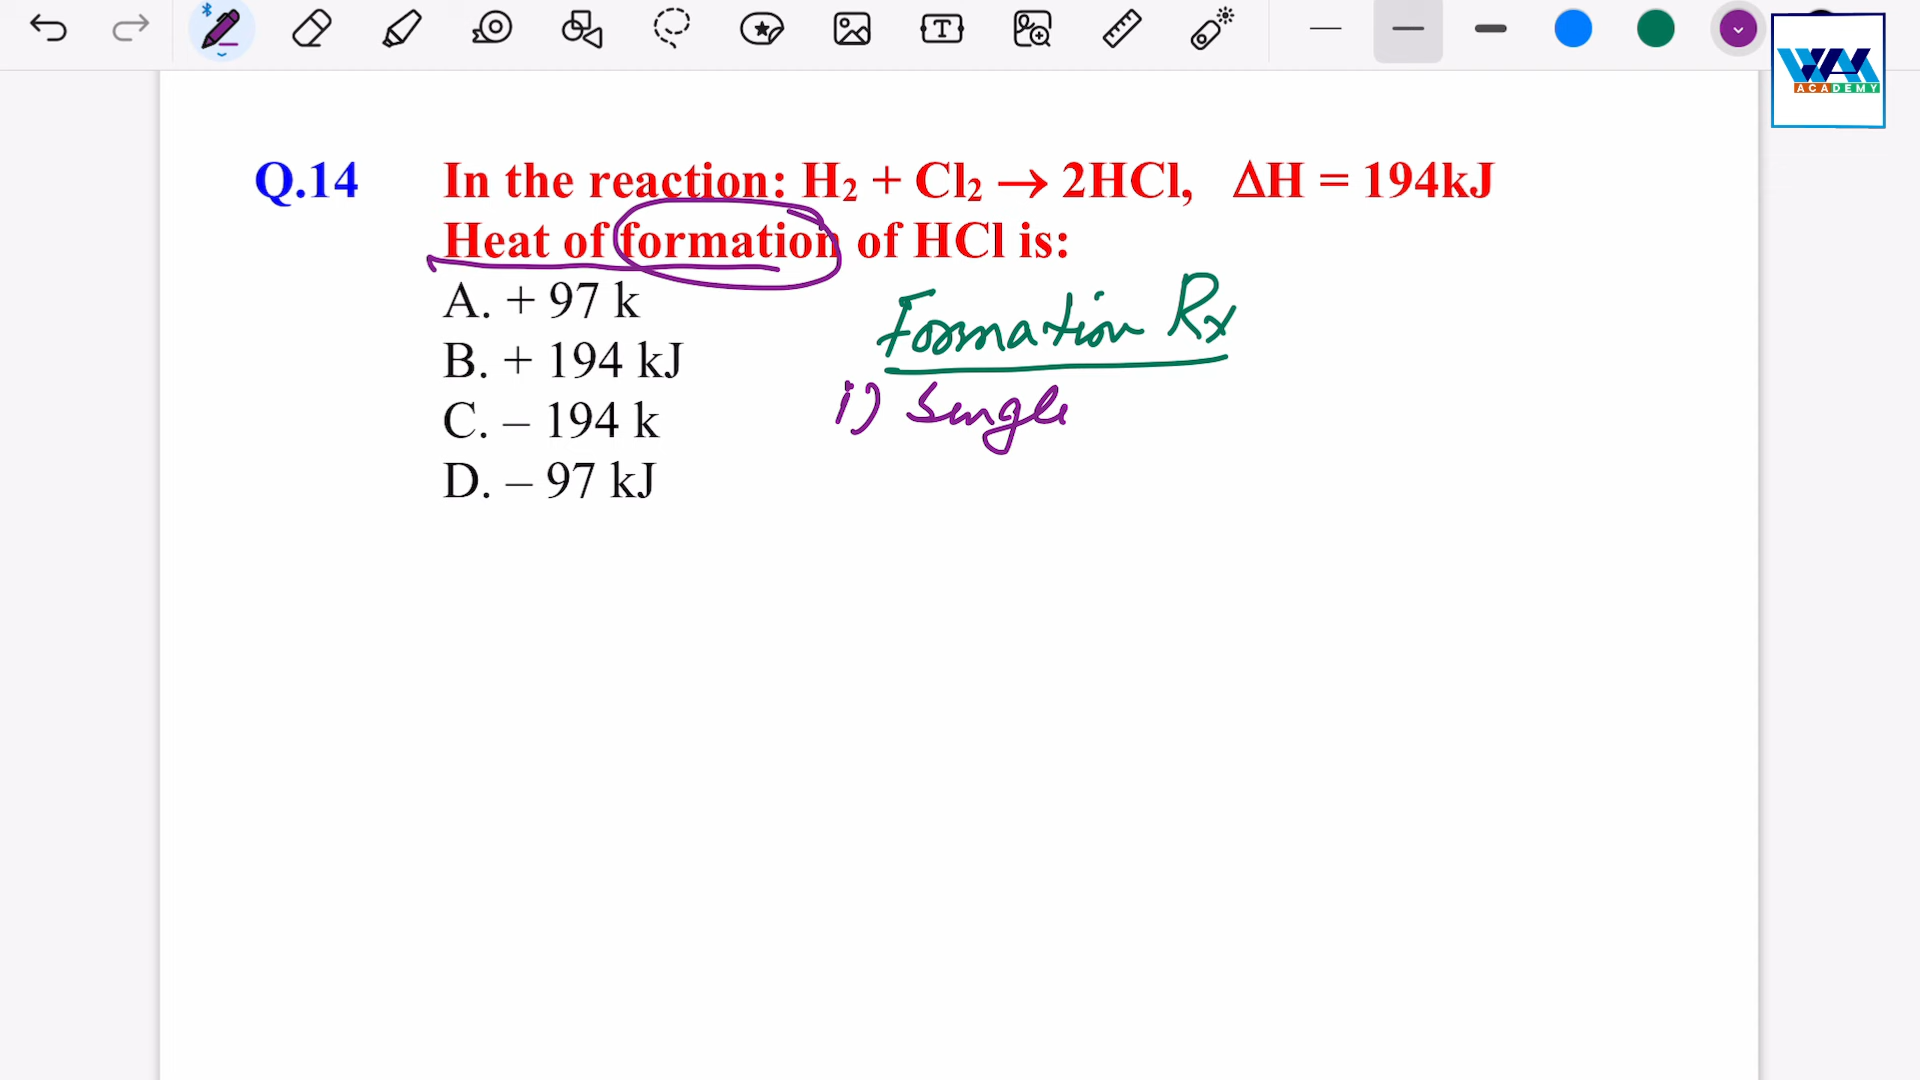 WAM
ACADEMY
Q.14 In the reaction: H₂ + Cl₂ → 2HCl, ΔH = 194kJ
Heat of formation of HCl is:
A. + 97 k
B. + 194 kJ
C. – 194 k
D. – 97 kJ
Formation Rx
i) Single